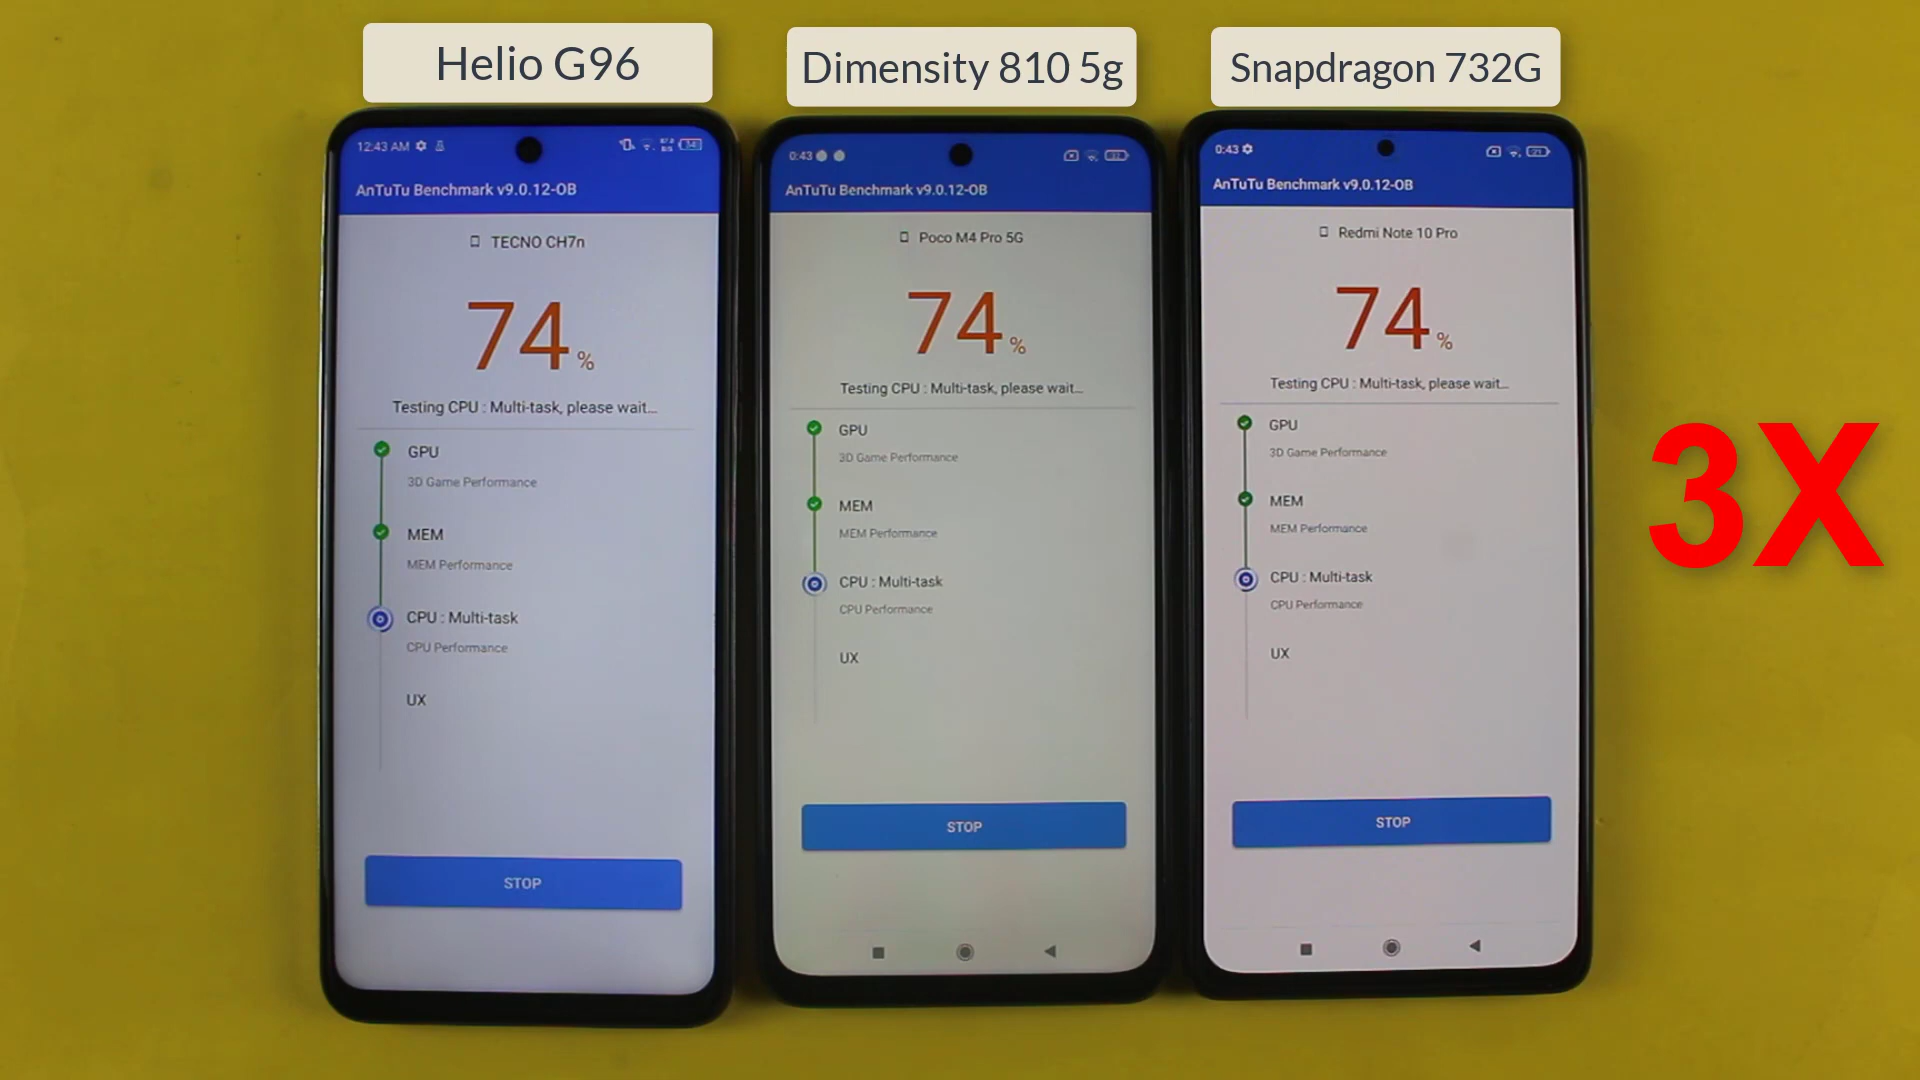 Helio G96
Dimensity 810 5g
Snapdragon 732G
12:43 AM
AnTuTu Benchmark v9.0.12-OB
TECNO CH7n
74%
Testing CPU : Multi-task, please wait...
GPU
3D Game Performance
MEM
MEM Performance
CPU : Multi-task
CPU Performance
UX
STOP
0:43
AnTuTu Benchmark v9.0.12-OB
Poco M4 Pro 5G
74%
Testing CPU : Multi-task, please wait...
GPU
3D Game Performance
MEM
MEM Performance
CPU : Multi-task
CPU Performance
UX
STOP
0:43
21
AnTuTu Benchmark v9.0.12-OB
Redmi Note 10 Pro
74%
Testing CPU : Multi-task, please wait...
GPU
3D Game Performance
MEM
MEM Performance
CPU : Multi-task
CPU Performance
UX
STOP
3X